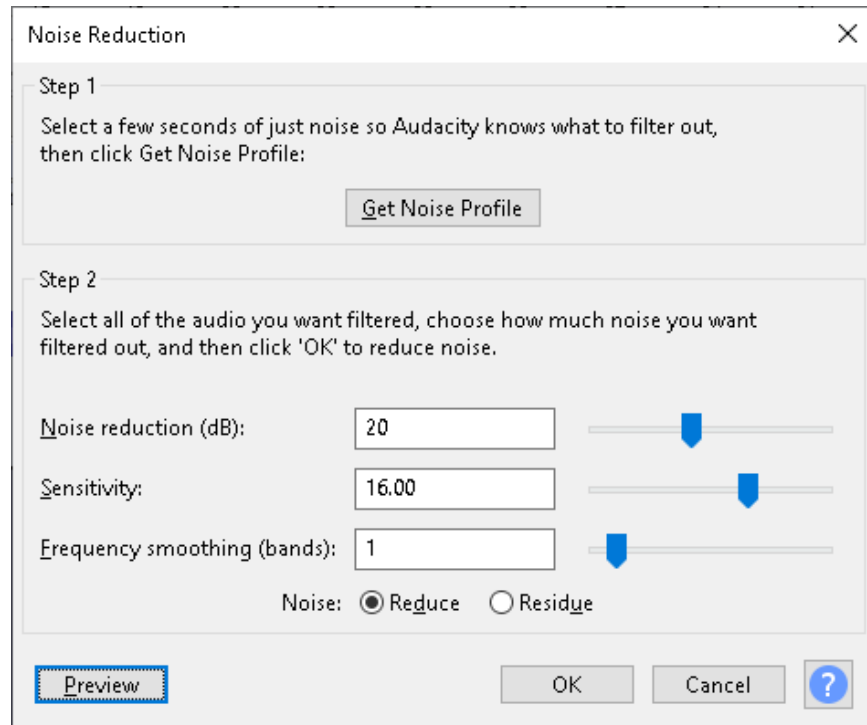 Noise Reduction
Step 1
Select a few seconds of just noise so Audacity knows what to filter out,
then click Get Noise Profile:
Get Noise Profile
Step 2
Select all of the audio you want filtered, choose how much noise you want
filtered out, and then click 'OK' to reduce noise.
Noise reduction (dB): 20
Sensitivity: 16.00
Frequency smoothing (bands): 1
Noise: Reduce Residue
Preview OK Cancel ?